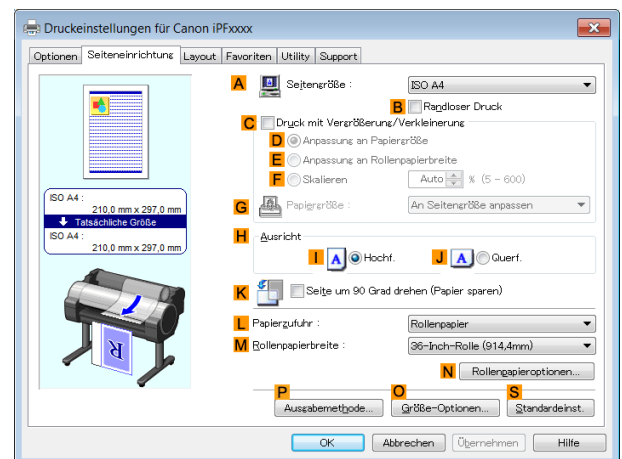 Druckeinstellungen für Canon iPFxxxx
Optionen Seiteneinrichtung Layout Favoriten Utility Support
A Seitengröße : ISO A4
B Randloser Druck
C Druck mit Vergrößerung/Verkleinerung
D Anpassung an Papiergröße
E Anpassung an Rollenpapierbreite
F Skalieren Auto % (5 - 600)
G Papiergröße : An Seitengröße anpassen
ISO A4 :
210,0 mm x 297,0 mm
Tatsächliche Größe
ISO A4 :
210,0 mm x 297,0 mm
H Ausricht
I A Hochf. J A Querf.
K Seite um 90 Grad drehen (Papier sparen)
L Papierzufuhr : Rollenpapier
M Rollenpapierbreite : 36-Inch-Rolle (914,4mm)
N Rollenpapieroptionen...
P O S
Ausgabemethode... Größe-Optionen... Standardeinst.
OK Abbrechen Übernehmen Hilfe